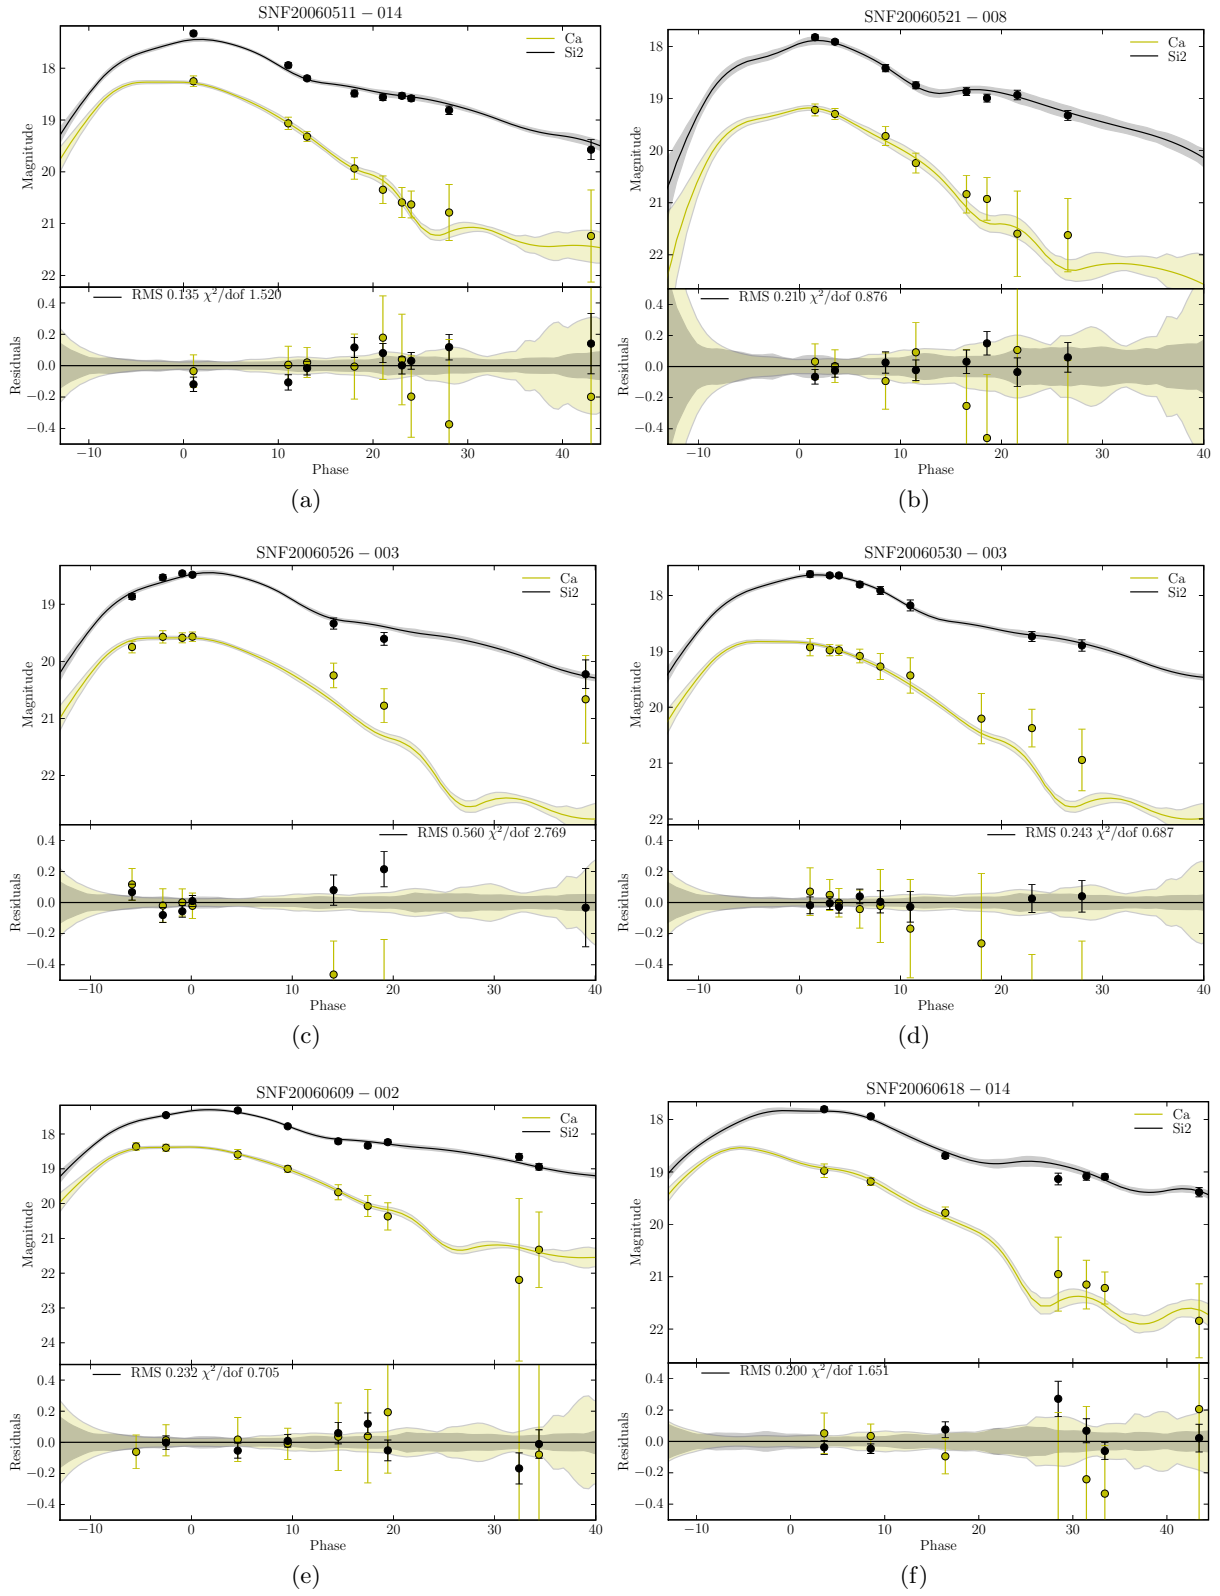 SNF20060511 − 014
Ca
Si2
18
19
20
21
22
Magnitude
RMS 0.135 χ²/dof 1.520
0.4
0.2
0.0
−0.2
−0.4
Residuals
−10 0 10 20 30 40
Phase
(a)
SNF20060521 − 008
Ca
Si2
18
19
20
21
22
Magnitude
RMS 0.210 χ²/dof 0.876
0.4
0.2
0.0
−0.2
−0.4
Residuals
−10 0 10 20 30 40
Phase
(b)
SNF20060526 − 003
Ca
Si2
19
20
21
22
Magnitude
RMS 0.560 χ²/dof 2.769
0.4
0.2
0.0
−0.2
−0.4
Residuals
−10 0 10 20 30 40
Phase
(c)
SNF20060530 − 003
Ca
Si2
18
19
20
21
22
Magnitude
RMS 0.243 χ²/dof 0.687
0.4
0.2
0.0
−0.2
−0.4
Residuals
−10 0 10 20 30 40
Phase
(d)
SNF20060609 − 002
Ca
Si2
18
19
20
21
22
23
24
Magnitude
RMS 0.232 χ²/dof 0.705
0.4
0.2
0.0
−0.2
−0.4
Residuals
−10 0 10 20 30 40
Phase
(e)
SNF20060618 − 014
Ca
Si2
18
19
20
21
22
Magnitude
RMS 0.200 χ²/dof 1.651
0.4
0.2
0.0
−0.2
−0.4
Residuals
−10 0 10 20 30 40
Phase
(f)